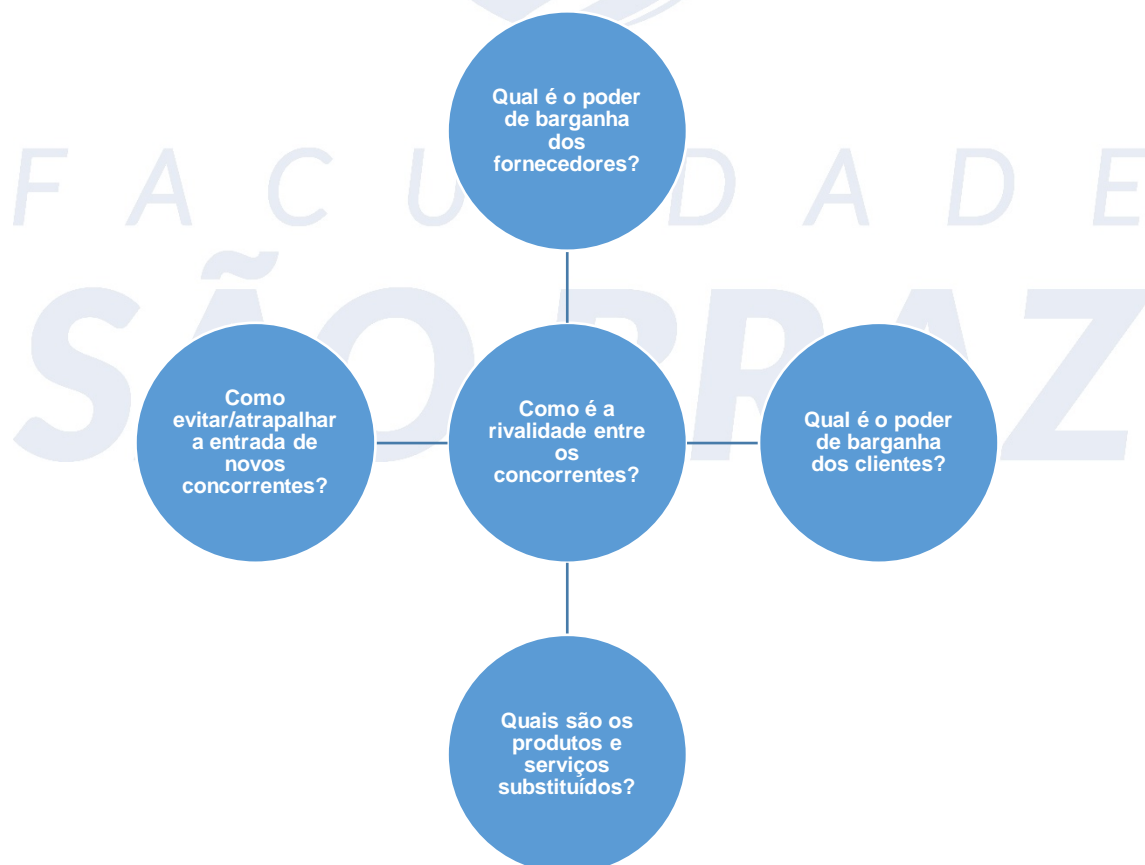 Qual é o poder
de barganha
dos
fornecedores?
FACULDADE
SÃO BRAZ
Como
evitar/atrapalhar
a entrada de
novos
concorrentes?
Como é a
rivalidade entre
os
concorrentes?
Qual é o poder
de barganha
dos clientes?
Quais são os
produtos e
serviços
substituídos?